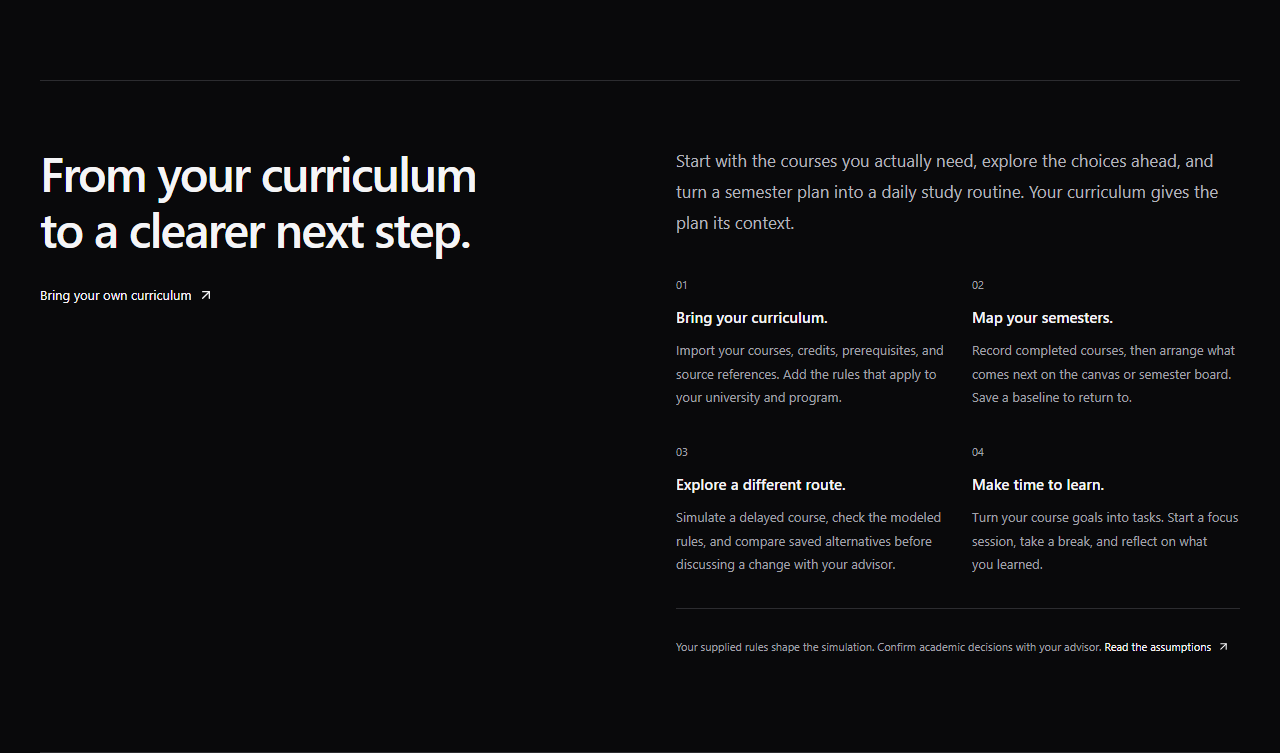 From your curriculum
to a clearer next step.
Bring your own curriculum
Start with the courses you actually need, explore the choices ahead, and
turn a semester plan into a daily study routine. Your curriculum gives the
plan its context.
01
Bring your curriculum.
Import your courses, credits, prerequisites, and
source references. Add the rules that apply to
your university and program.
02
Map your semesters.
Record completed courses, then arrange what
comes next on the canvas or semester board.
Save a baseline to return to.
03
Explore a different route.
Simulate a delayed course, check the modeled
rules, and compare saved alternatives before
discussing a change with your advisor.
04
Make time to learn.
Turn your course goals into tasks. Start a focus
session, take a break, and reflect on what
you learned.
Your supplied rules shape the simulation. Confirm academic decisions with your advisor. Read the assumptions